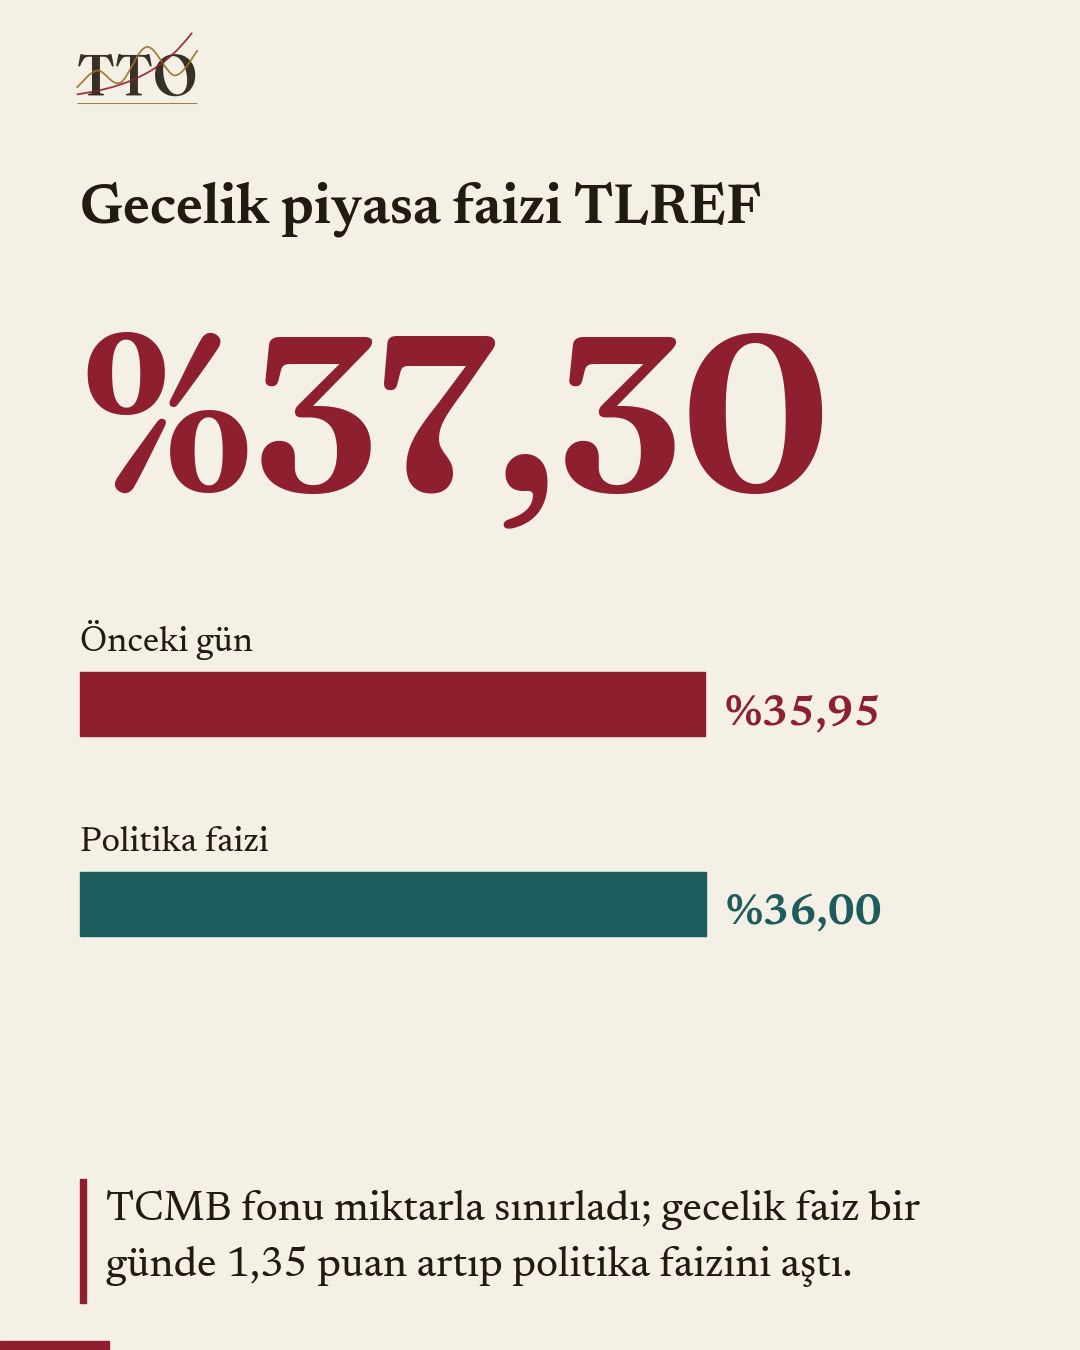 TTO
Gecelik piyasa faizi TLREF
%37,30
Önceki gün
%35,95
Politika faizi
%36,00
TCMB fonu miktarla sınırladı; gecelik faiz bir
günde 1,35 puan artıp politika faizini aştı.